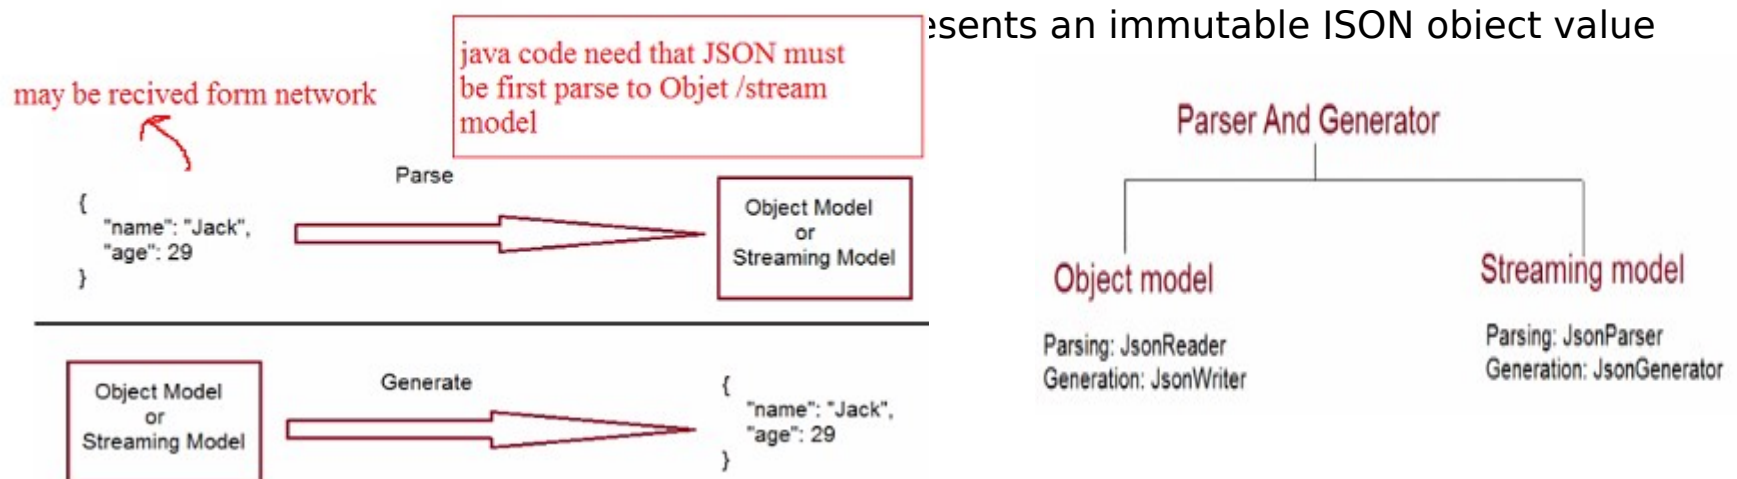 esents an immutable JSON object value
java code need that JSON must
be first parse to Objet /stream
model
may be recived form network
Parse
{
"name": "Jack",
"age": 29
}
Object Model
or
Streaming Model
Generate
Object Model
or
Streaming Model
{
"name": "Jack",
"age": 29
}
Parser And Generator
Object model
Parsing: JsonReader
Generation: JsonWriter
Streaming model
Parsing: JsonParser
Generation: JsonGenerator